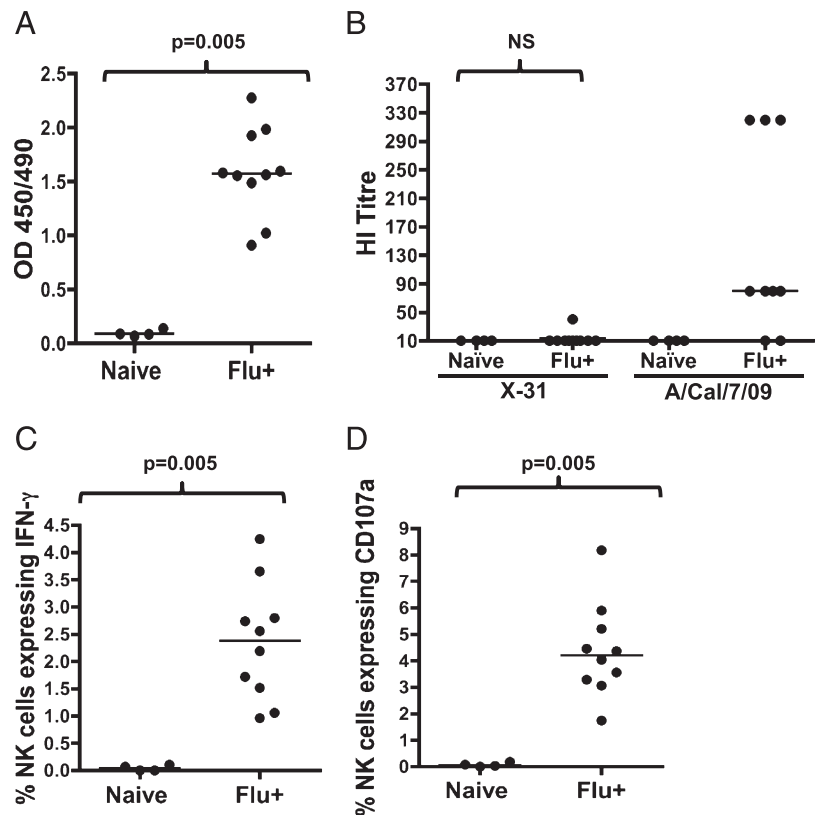 A
p=0.005
OD 450/490
2.5
2.0
1.5
1.0
0.5
0.0
Naive Flu+
B
NS
HI Titre
370
330
290
250
210
170
130
90
50
10
Naïve Flu+ Naïve Flu+
X-31 A/Cal/7/09
C
p=0.005
% NK cells expressing IFN-γ
4.5
4.0
3.5
3.0
2.5
2.0
1.5
1.0
0.5
0.0
Naive Flu+
D
p=0.005
% NK cells expressing CD107a
9
8
7
6
5
4
3
2
1
0
Naive Flu+